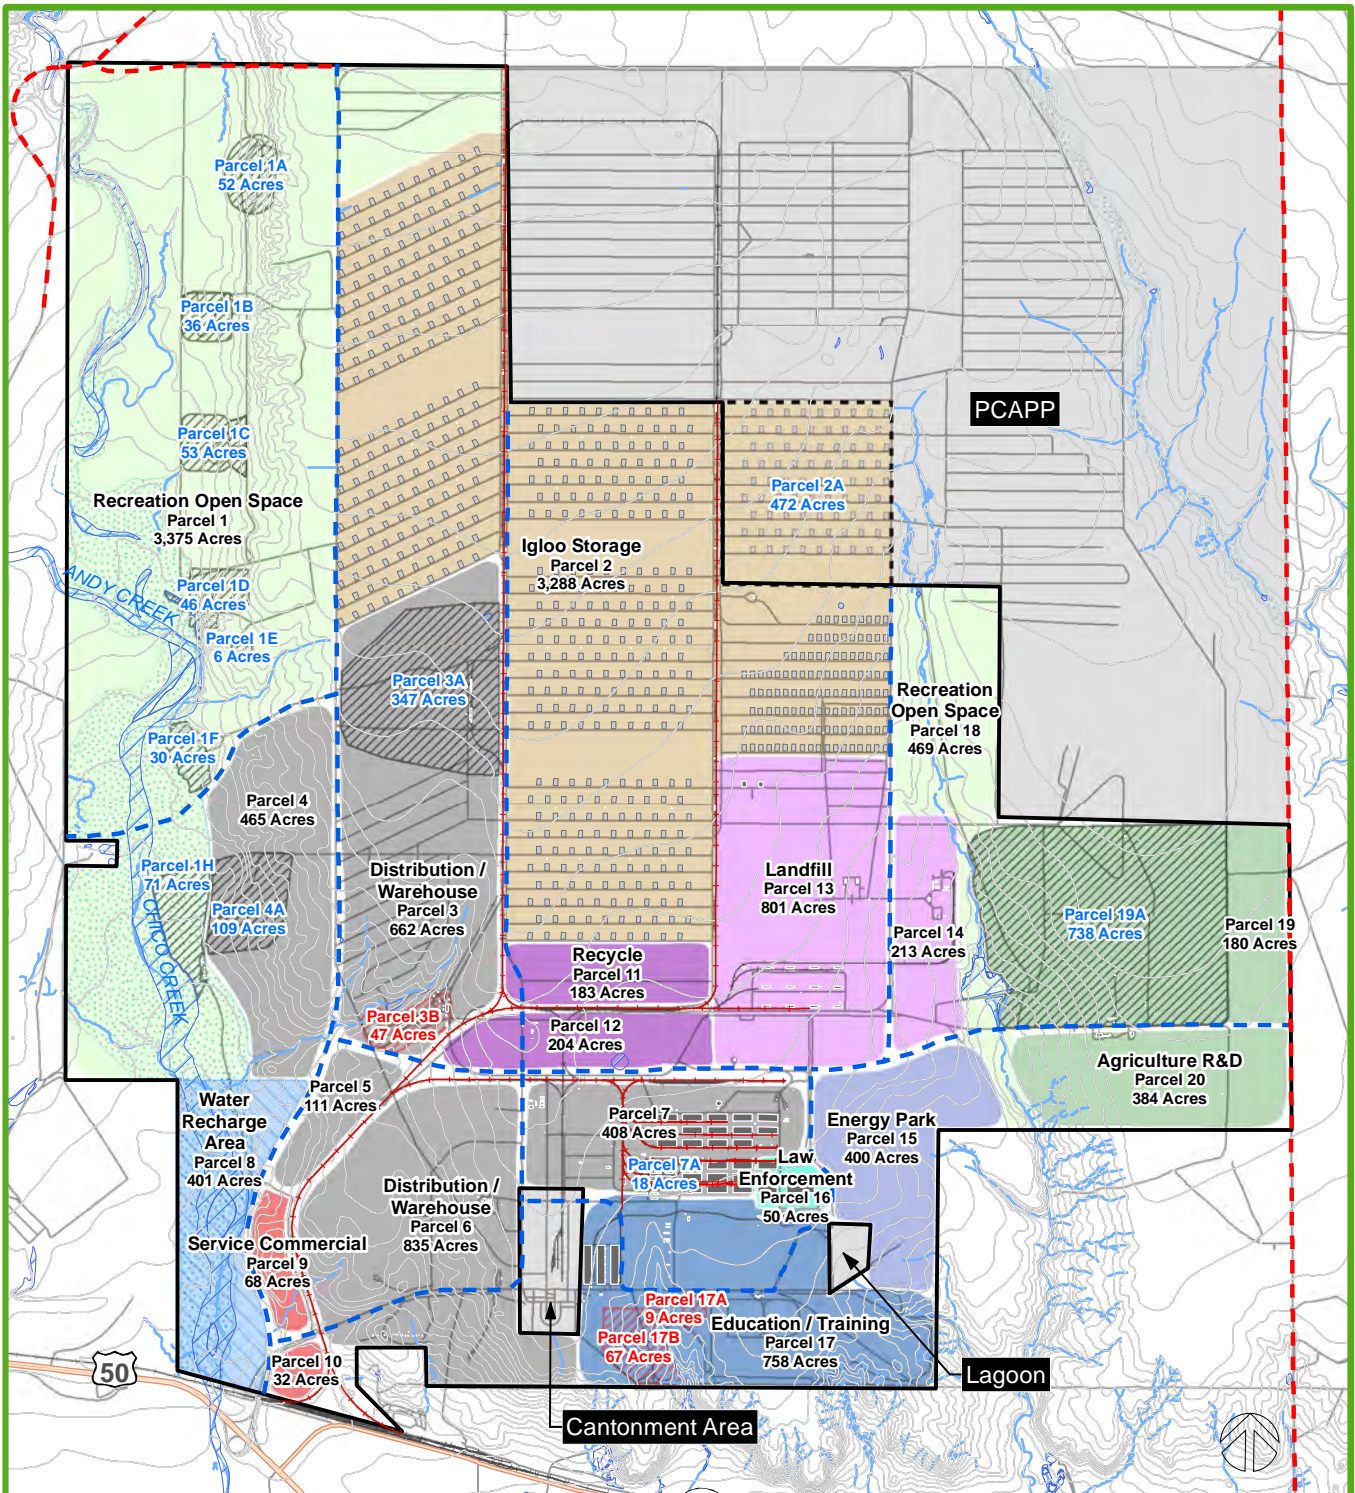 Parcel 1A
52 Acres
Parcel 1B
36 Acres
PCAPP
Parcel 1C
53 Acres
Recreation Open Space
Parcel 1
3,375 Acres
Parcel 2A
472 Acres
Igloo Storage
Parcel 2
3,288 Acres
ANDY CREEK
Parcel 1D
46 Acres
Parcel 1E
6 Acres
Parcel 3A
347 Acres
Recreation
Open Space
Parcel 18
469 Acres
Parcel 1F
30 Acres
Parcel 4
465 Acres
Parcel 1H
71 Acres
Distribution /
Warehouse
Parcel 3
662 Acres
Landfill
Parcel 13
801 Acres
Parcel 4A
109 Acres
CHICO CREEK
Parcel 19A
738 Acres
Parcel 19
180 Acres
Parcel 14
213 Acres
Recycle
Parcel 11
183 Acres
Parcel 3B
47 Acres
Parcel 12
204 Acres
Agriculture R&D
Parcel 20
384 Acres
Parcel 5
111 Acres
Water
Recharge
Area
Parcel 8
401 Acres
Parcel 7
408 Acres
Energy Park
Parcel 15
400 Acres
Parcel 7A
18 Acres
Law
Enforcement
Parcel 16
50 Acres
Distribution /
Warehouse
Parcel 6
835 Acres
Service Commercial
Parcel 9
68 Acres
Parcel 17A
9 Acres
Parcel 17B
67 Acres
Education / Training
Parcel 17
758 Acres
Parcel 10
32 Acres
50
Lagoon
Cantonment Area